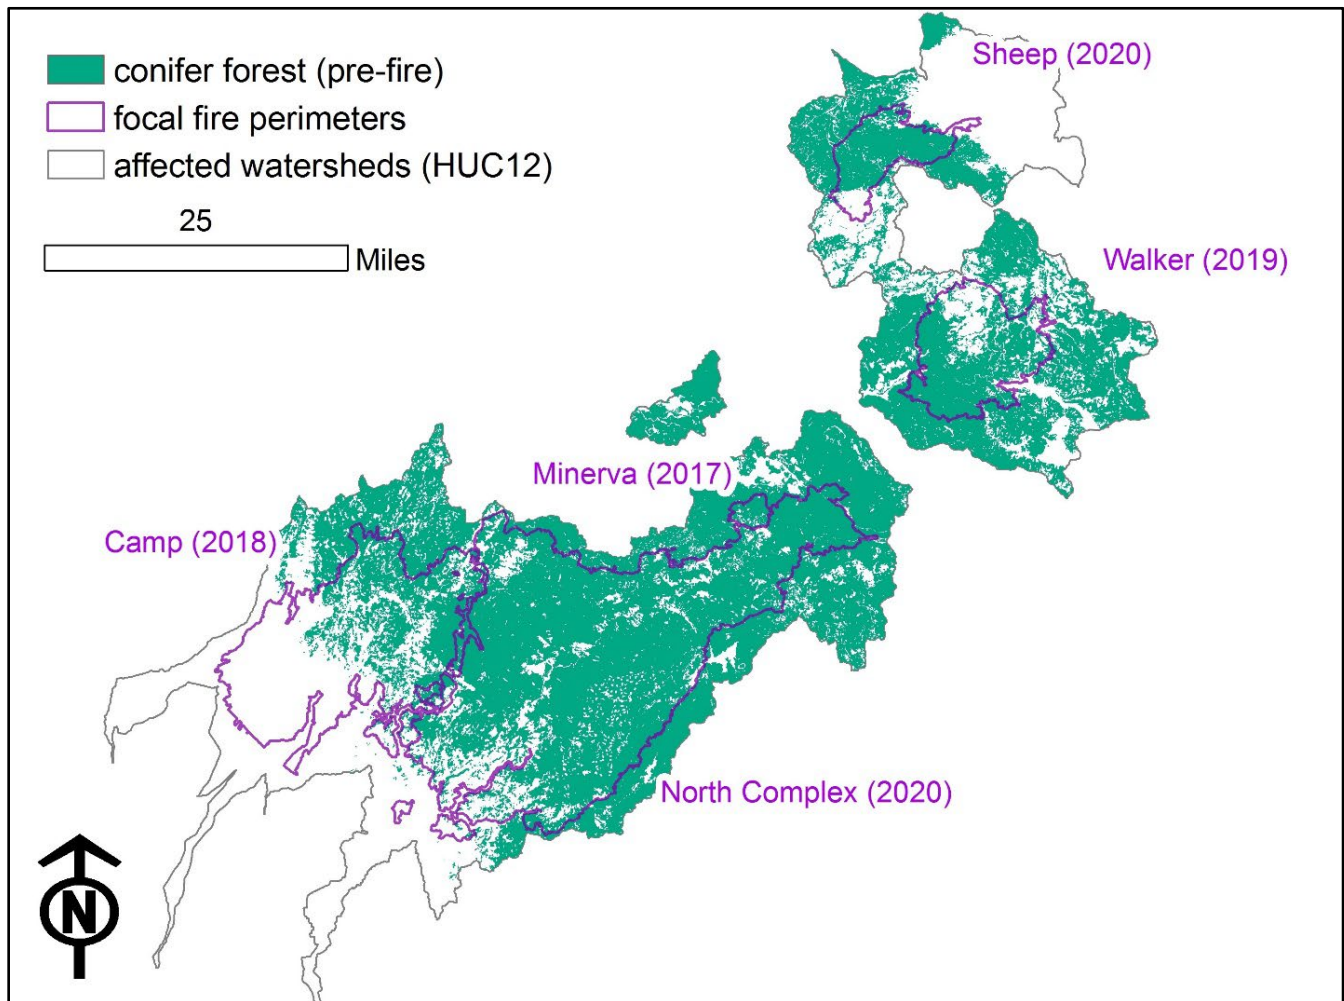 conifer forest (pre-fire)
focal fire perimeters
affected watersheds (HUC12)
25
Miles
Sheep (2020)
Walker (2019)
Minerva (2017)
Camp (2018)
North Complex (2020)
N